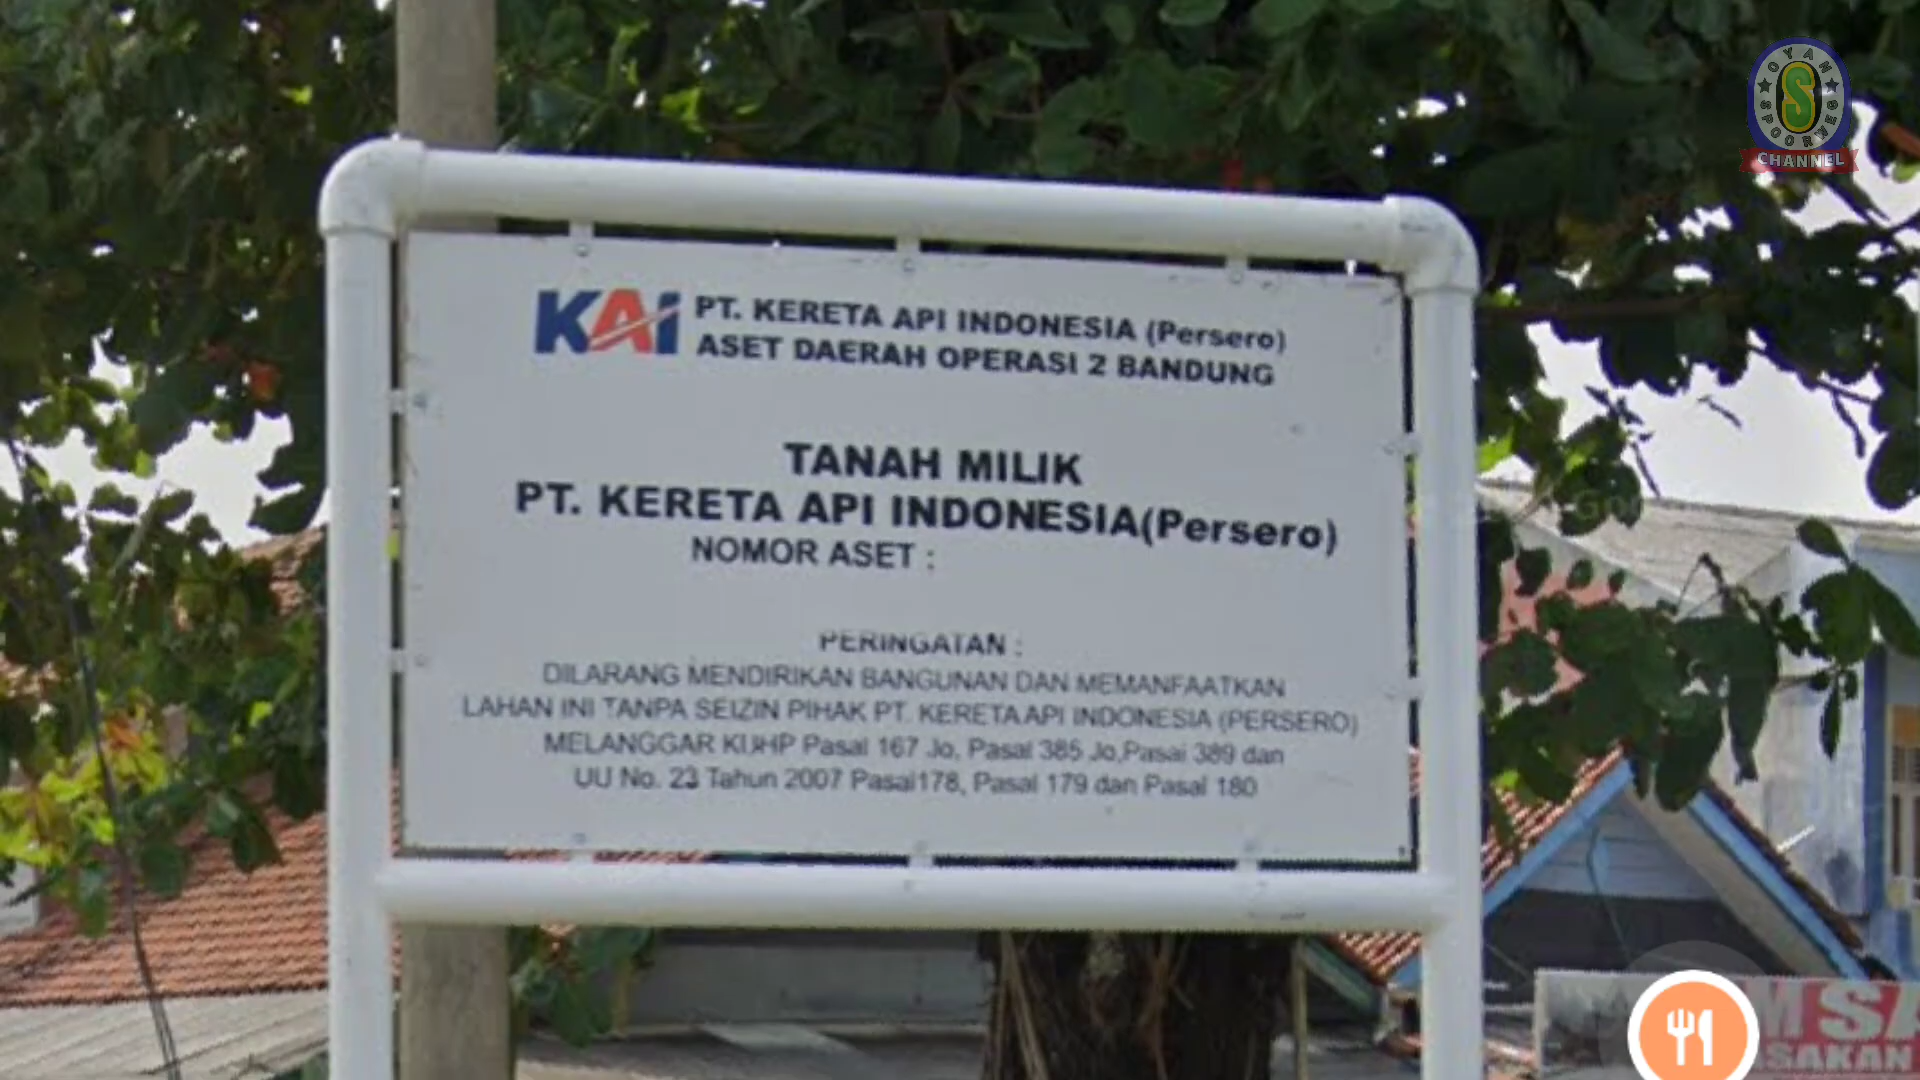 OYAN
S
SPOORWEG
CHANNEL
KAI
PT. KERETA API INDONESIA (Persero)
ASET DAERAH OPERASI 2 BANDUNG
TANAH MILIK
PT. KERETA API INDONESIA(Persero)
NOMOR ASET :
PERINGATAN :
DILARANG MENDIRIKAN BANGUNAN DAN MEMANFAATKAN
LAHAN INI TANPA SEIZIN PIHAK PT. KERETA API INDONESIA (PERSERO)
MELANGGAR KUHP Pasal 167 Jo, Pasal 385 Jo,Pasal 389 dan
UU No. 23 Tahun 2007 Pasal178, Pasal 179 dan Pasal 180